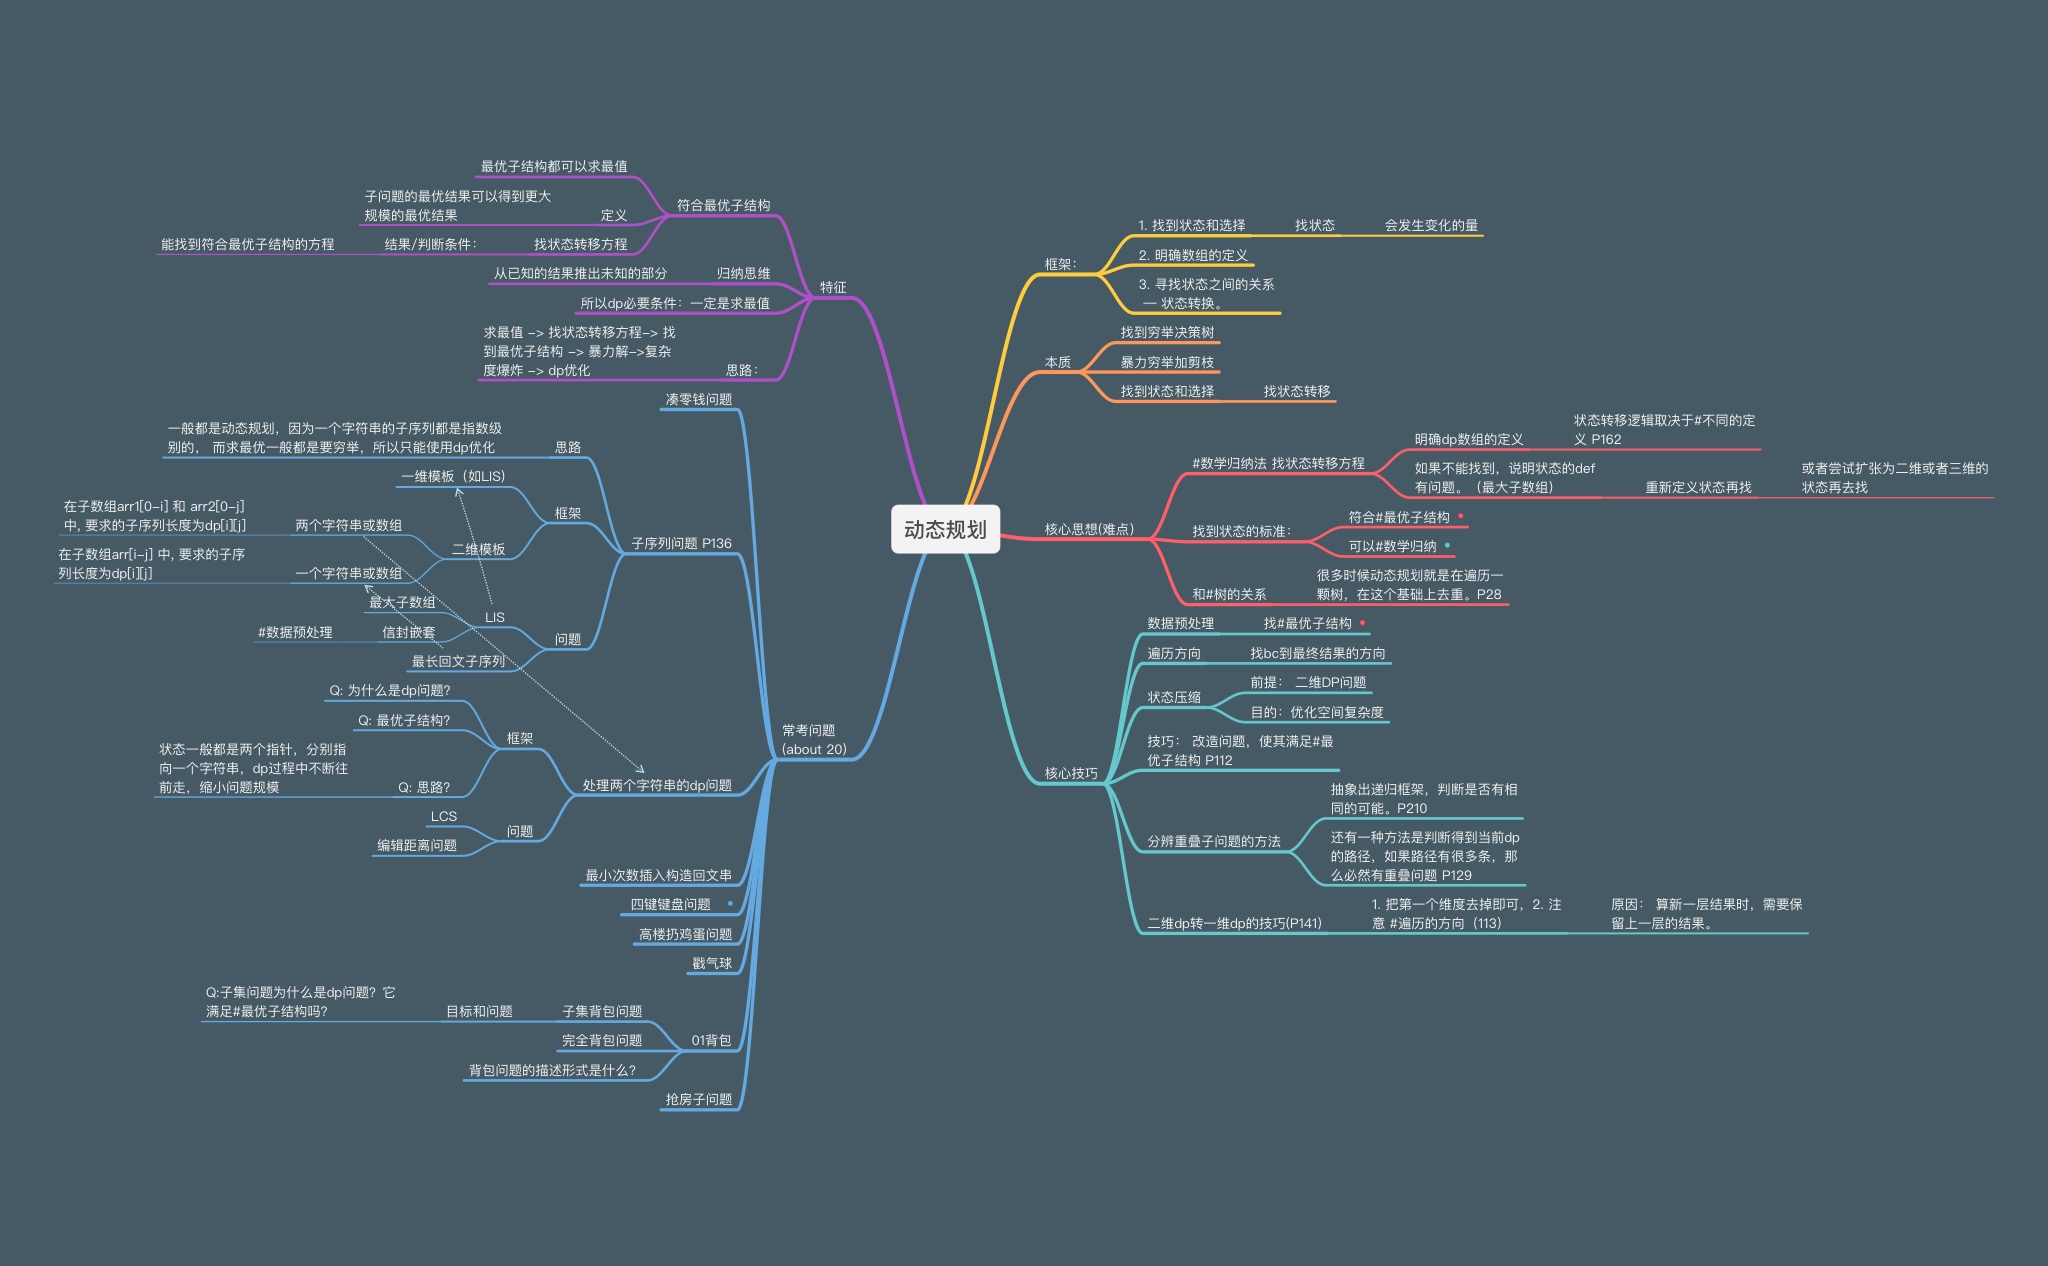 动态规划
框架：
1. 找到状态和选择
找状态
会发生变化的量
2. 明确数组的定义
3. 寻找状态之间的关系
— 状态转换。
本质
找到穷举决策树
暴力穷举加剪枝
找到状态和选择
找状态转移
核心思想(难点)
#数学归纳法 找状态转移方程
明确dp数组的定义
状态转移逻辑取决于#不同的定
义 P162
如果不能找到，说明状态的def
有问题。（最大子数组）
重新定义状态再找
或者尝试扩张为二维或者三维的
状态再去找
找到状态的标准：
符合#最优子结构
可以#数学归纳
和#树的关系
很多时候动态规划就是在遍历一
颗树，在这个基础上去重。P28
核心技巧
数据预处理
找#最优子结构
遍历方向
找bc到最终结果的方向
状态压缩
前提： 二维DP问题
目的：优化空间复杂度
技巧： 改造问题，使其满足#最
优子结构 P112
分辨重叠子问题的方法
抽象出递归框架，判断是否有相
同的可能。P210
还有一种方法是判断得到当前dp
的路径，如果路径有很多条，那
么必然有重叠问题 P129
二维dp转一维dp的技巧(P141)
1. 把第一个维度去掉即可，2. 注
意 #遍历的方向（113）
原因： 算新一层结果时，需要保
留上一层的结果。
特征
符合最优子结构
最优子结构都可以求最值
定义
子问题的最优结果可以得到更大
规模的最优结果
找状态转移方程
结果/判断条件：
能找到符合最优子结构的方程
归纳思维
从已知的结果推出未知的部分
所以dp必要条件：一定是求最值
思路：
求最值 -> 找状态转移方程-> 找
到最优子结构 -> 暴力解->复杂
度爆炸 -> dp优化
常考问题
(about 20)
凑零钱问题
子序列问题 P136
思路
一般都是动态规划，因为一个字符串的子序列都是指数级
别的， 而求最优一般都是要穷举，所以只能使用dp优化
框架
一维模板（如LIS）
二维模板
两个字符串或数组
在子数组arr1[0-i] 和 arr2[0-j]
中, 要求的子序列长度为dp[i][j]
一个字符串或数组
在子数组arr[i-j] 中, 要求的子序
列长度为dp[i][j]
问题
LIS
最大子数组
信封嵌套
#数据预处理
最长回文子序列
处理两个字符串的dp问题
框架
Q: 为什么是dp问题？
Q: 最优子结构？
Q: 思路？
状态一般都是两个指针，分别指
向一个字符串，dp过程中不断往
前走，缩小问题规模
问题
LCS
编辑距离问题
最小次数插入构造回文串
四键键盘问题
高楼扔鸡蛋问题
戳气球
01背包
子集背包问题
目标和问题
Q:子集问题为什么是dp问题？它
满足#最优子结构吗？
完全背包问题
背包问题的描述形式是什么？
抢房子问题